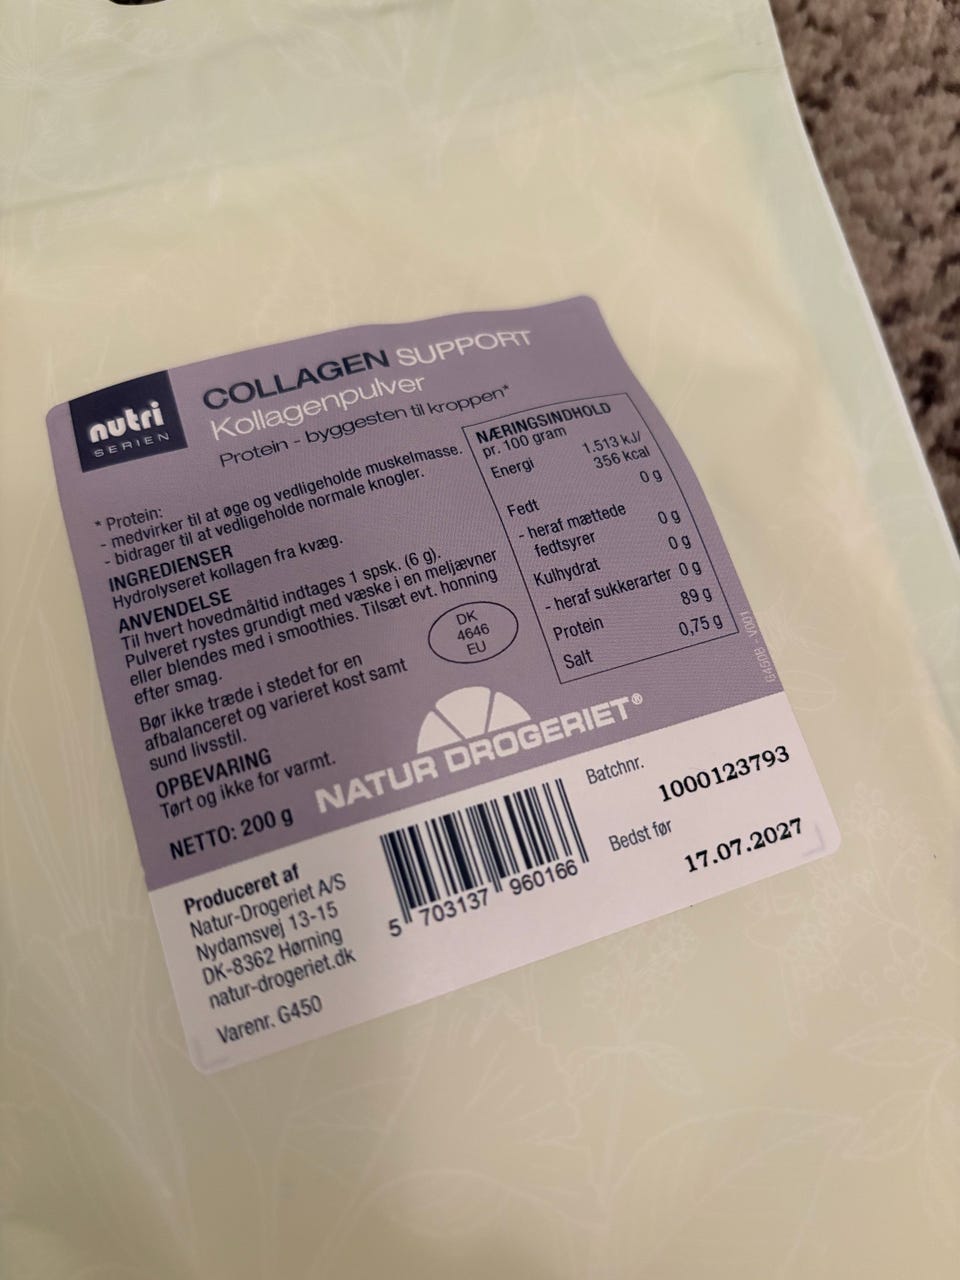 nutri
SERIEN
COLLAGEN SUPPORT
Kollagenpulver
Protein - byggesten til kroppen*
* Protein:
- medvirker til at øge og vedligeholde muskelmasse.
- bidrager til at vedligeholde normale knogler.
INGREDIENSER
Hydrolyseret kollagen fra kvæg.
ANVENDELSE
Til hvert hovedmåltid indtages 1 spsk. (6 g).
Pulveret rystes grundigt med væske i en meljævner
eller blendes med i smoothies. Tilsæt evt. honning
efter smag.
Bør ikke træde i stedet for en
afbalanceret og varieret kost samt
sund livsstil.
OPBEVARING
Tørt og ikke for varmt.
NETTO: 200 g
DK
4646
EU
NÆRINGSINDHOLD
pr. 100 gram
Energi 1.513 kJ/
356 kcal
Fedt 0 g
- heraf mættede
fedtsyrer 0 g
Kulhydrat 0 g
- heraf sukkerarter 0 g
Protein 89 g
Salt 0,75 g
G450B - V001
NATUR DROGERIET®
Produceret af
Natur-Drogeriet A/S
Nydamsvej 13-15
DK-8362 Hørning
natur-drogeriet.dk
Varenr. G450
5 703137 960166
Batchnr.
1000123793
Bedst før
17.07.2027